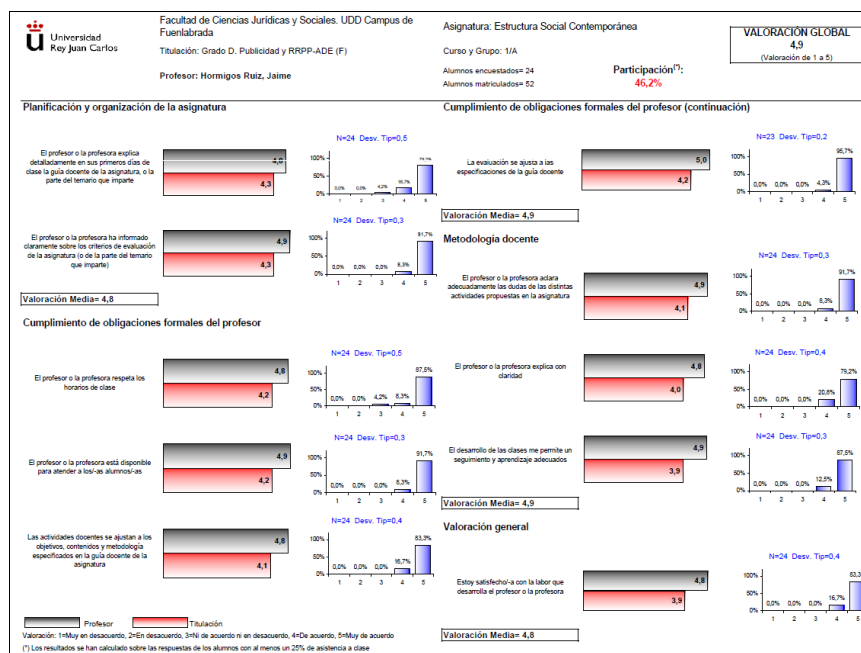 Universidad
Rey Juan Carlos
Facultad de Ciencias Jurídicas y Sociales. UDD Campus de
Fuenlabrada
Titulación: Grado D. Publicidad y RRPP-ADE (F)
Profesor: Hormigos Ruiz, Jaime
Asignatura: Estructura Social Contemporánea
Curso y Grupo: 1/A
Alumnos encuestados= 24
Alumnos matriculados= 52
Participación(*):
46,2%
VALORACIÓN GLOBAL
4,9
(Valoración de 1 a 5)
Planificación y organización de la asignatura
El profesor o la profesora explica
detalladamente en sus primeros días de
clase la guía docente de la asignatura, o la
parte del temario que imparte
4,8
4,3
N=24 Desv. Tip=0,5
100%
50%
0%
0,0% 0,0% 4,2% 16,7% 79,2%
1 2 3 4 5
El profesor o la profesora ha informado
claramente sobre los criterios de evaluación
de la asignatura (o de la parte del temario
que imparte)
4,9
4,3
N=24 Desv. Tip=0,3
100%
50%
0%
0,0% 0,0% 0,0% 8,3% 91,7%
1 2 3 4 5
Valoración Media= 4,8
Cumplimiento de obligaciones formales del profesor
El profesor o la profesora respeta los
horarios de clase
4,8
4,2
N=24 Desv. Tip=0,5
100%
50%
0%
0,0% 0,0% 4,2% 8,3% 87,5%
1 2 3 4 5
El profesor o la profesora está disponible
para atender a los/-as alumnos/-as
4,9
4,2
N=24 Desv. Tip=0,3
100%
50%
0%
0,0% 0,0% 0,0% 8,3% 91,7%
1 2 3 4 5
Las actividades docentes se ajustan a los
objetivos, contenidos y metodología
especificados en la guía docente de la
asignatura
4,8
4,1
N=24 Desv. Tip=0,4
100%
50%
0%
0,0% 0,0% 0,0% 16,7% 83,3%
1 2 3 4 5
Cumplimiento de obligaciones formales del profesor (continuación)
La evaluación se ajusta a las
especificaciones de la guía docente
5,0
4,2
N=23 Desv. Tip=0,2
100%
50%
0%
0,0% 0,0% 0,0% 4,3% 95,7%
1 2 3 4 5
Valoración Media= 4,9
Metodología docente
El profesor o la profesora aclara
adecuadamente las dudas de las distintas
actividades propuestas en la asignatura
4,9
4,1
N=24 Desv. Tip=0,3
100%
50%
0%
0,0% 0,0% 0,0% 8,3% 91,7%
1 2 3 4 5
El profesor o la profesora explica con
claridad
4,8
4,0
N=24 Desv. Tip=0,4
100%
50%
0%
0,0% 0,0% 0,0% 20,8% 79,2%
1 2 3 4 5
El desarrollo de las clases me permite un
seguimiento y aprendizaje adecuados
4,9
3,9
N=24 Desv. Tip=0,3
100%
50%
0%
0,0% 0,0% 0,0% 12,5% 87,5%
1 2 3 4 5
Valoración Media= 4,9
Valoración general
Estoy satisfecho/-a con la labor que
desarrolla el profesor o la profesora
4,8
3,9
N=24 Desv. Tip=0,4
100%
50%
0%
0,0% 0,0% 0,0% 16,7% 83,3
1 2 3 4 5
Valoración Media= 4,8
Profesor Titulación
Valoración: 1=Muy en desacuerdo, 2=En desacuerdo, 3=Ni de acuerdo ni en desacuerdo, 4=De acuerdo, 5=Muy de acuerdo
(*) Los resultados se han calculado sobre las respuestas de los alumnos con al menos un 25% de asistencia a clase